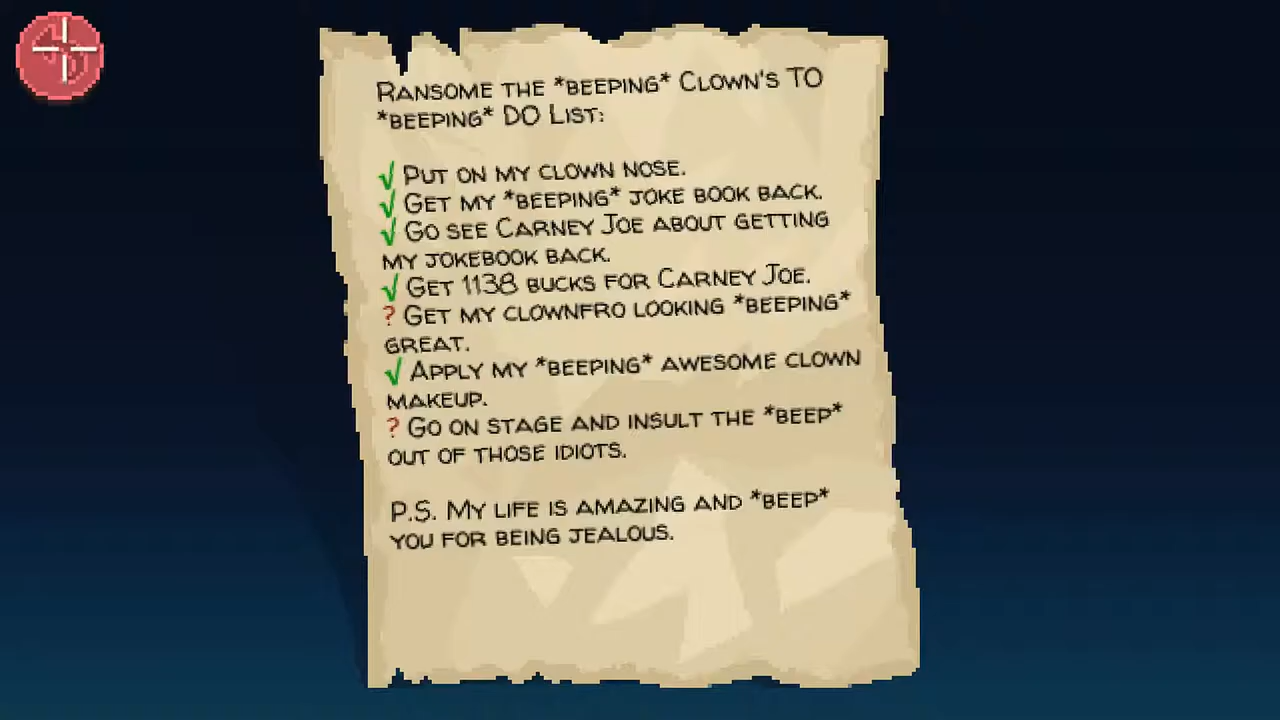 Ransome the *beeping* Clown's TO
*beeping* DO List:
√ Put on my clown nose.
√ Get my *beeping* joke book back.
√ Go see Carney Joe about getting
my jokebook back.
√ Get 1138 bucks for Carney Joe.
? Get my clownfro looking *beeping*
great.
√ Apply my *beeping* awesome clown
makeup.
? Go on stage and insult the *beep*
out of those idiots.
P.S. My life is amazing and *beep*
you for being jealous.